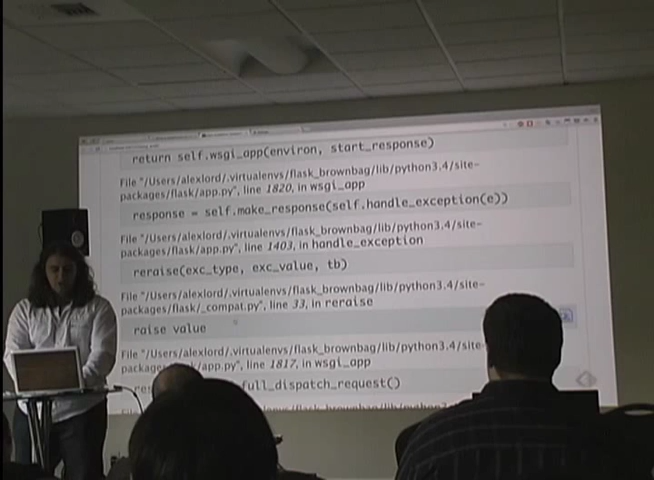 return self.wsgi_app(environ, start_response)
File "/Users/alexlord/.virtualenvs/flask_brownbag/lib/python3.4/site-
packages/flask/app.py", line 1820, in wsgi_app
response = self.make_response(self.handle_exception(e))
File "/Users/alexlord/.virtualenvs/flask_brownbag/lib/python3.4/site-
packages/flask/app.py", line 1403, in handle_exception
reraise(exc_type, exc_value, tb)
File "/Users/alexlord/.virtualenvs/flask_brownbag/lib/python3.4/site-
packages/flask/_compat.py", line 33, in reraise
raise value
File "/Users/alexlord/.virtualenvs/flask_brownbag/lib/python3.4/site-
/app.py", line 1817, in wsgi_app
full_dispatch_request()